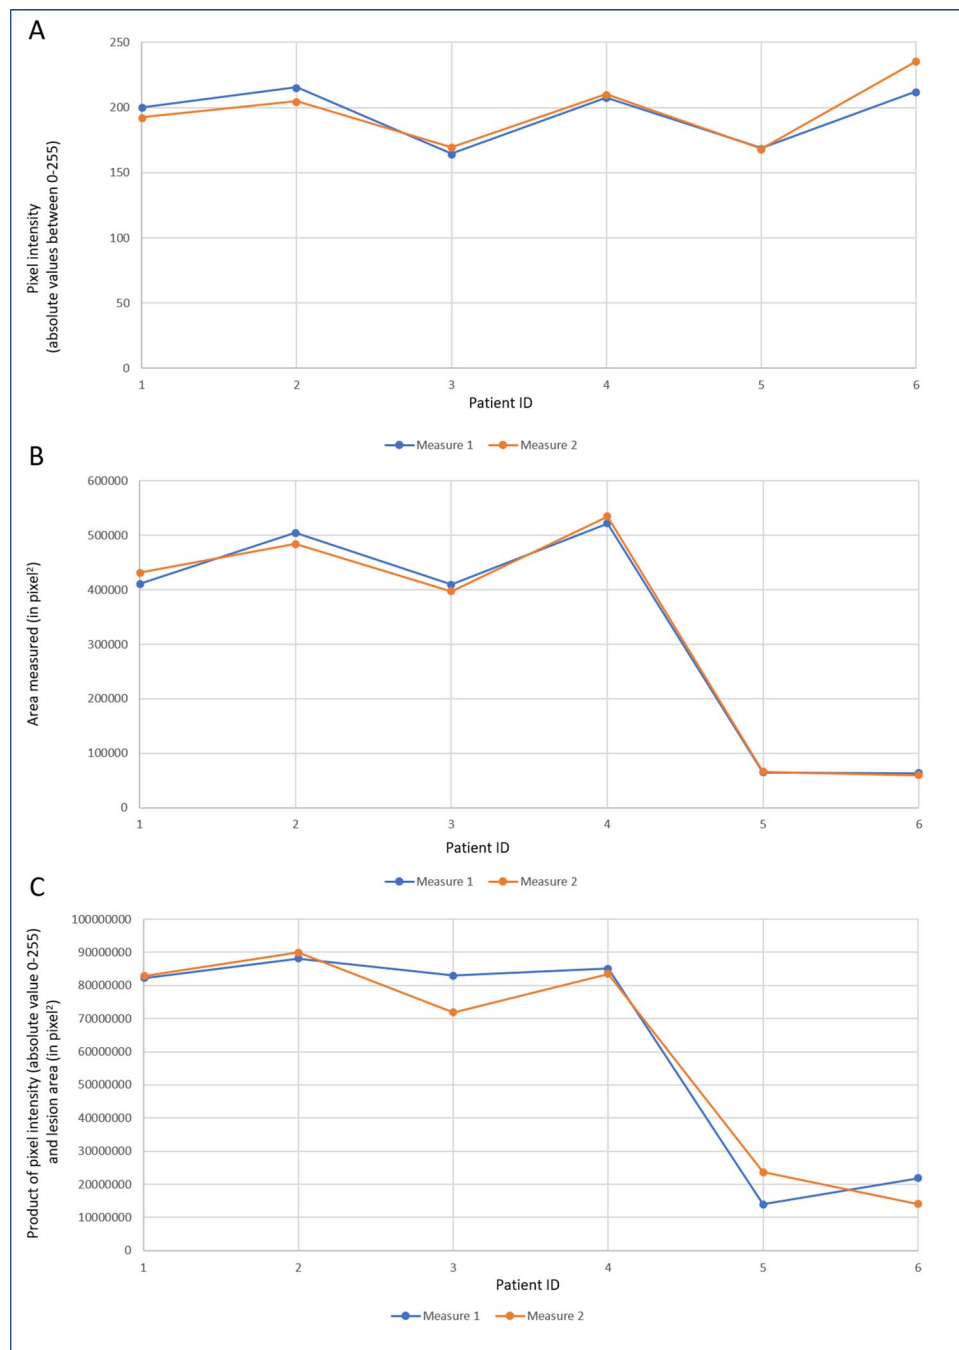 A
250
200
150
100
50
0
Pixel intensity
(absolute values between 0-255)
1 2 3 4 5 6
Patient ID
Measure 1 Measure 2
B
600000
500000
400000
300000
200000
100000
0
Area measured (in pixel²)
1 2 3 4 5 6
Patient ID
Measure 1 Measure 2
C
100000000
90000000
80000000
70000000
60000000
50000000
40000000
30000000
20000000
10000000
0
Product of pixel intensity (absolute value 0-255)
and lesion area (in pixel²)
1 2 3 4 5 6
Patient ID
Measure 1 Measure 2